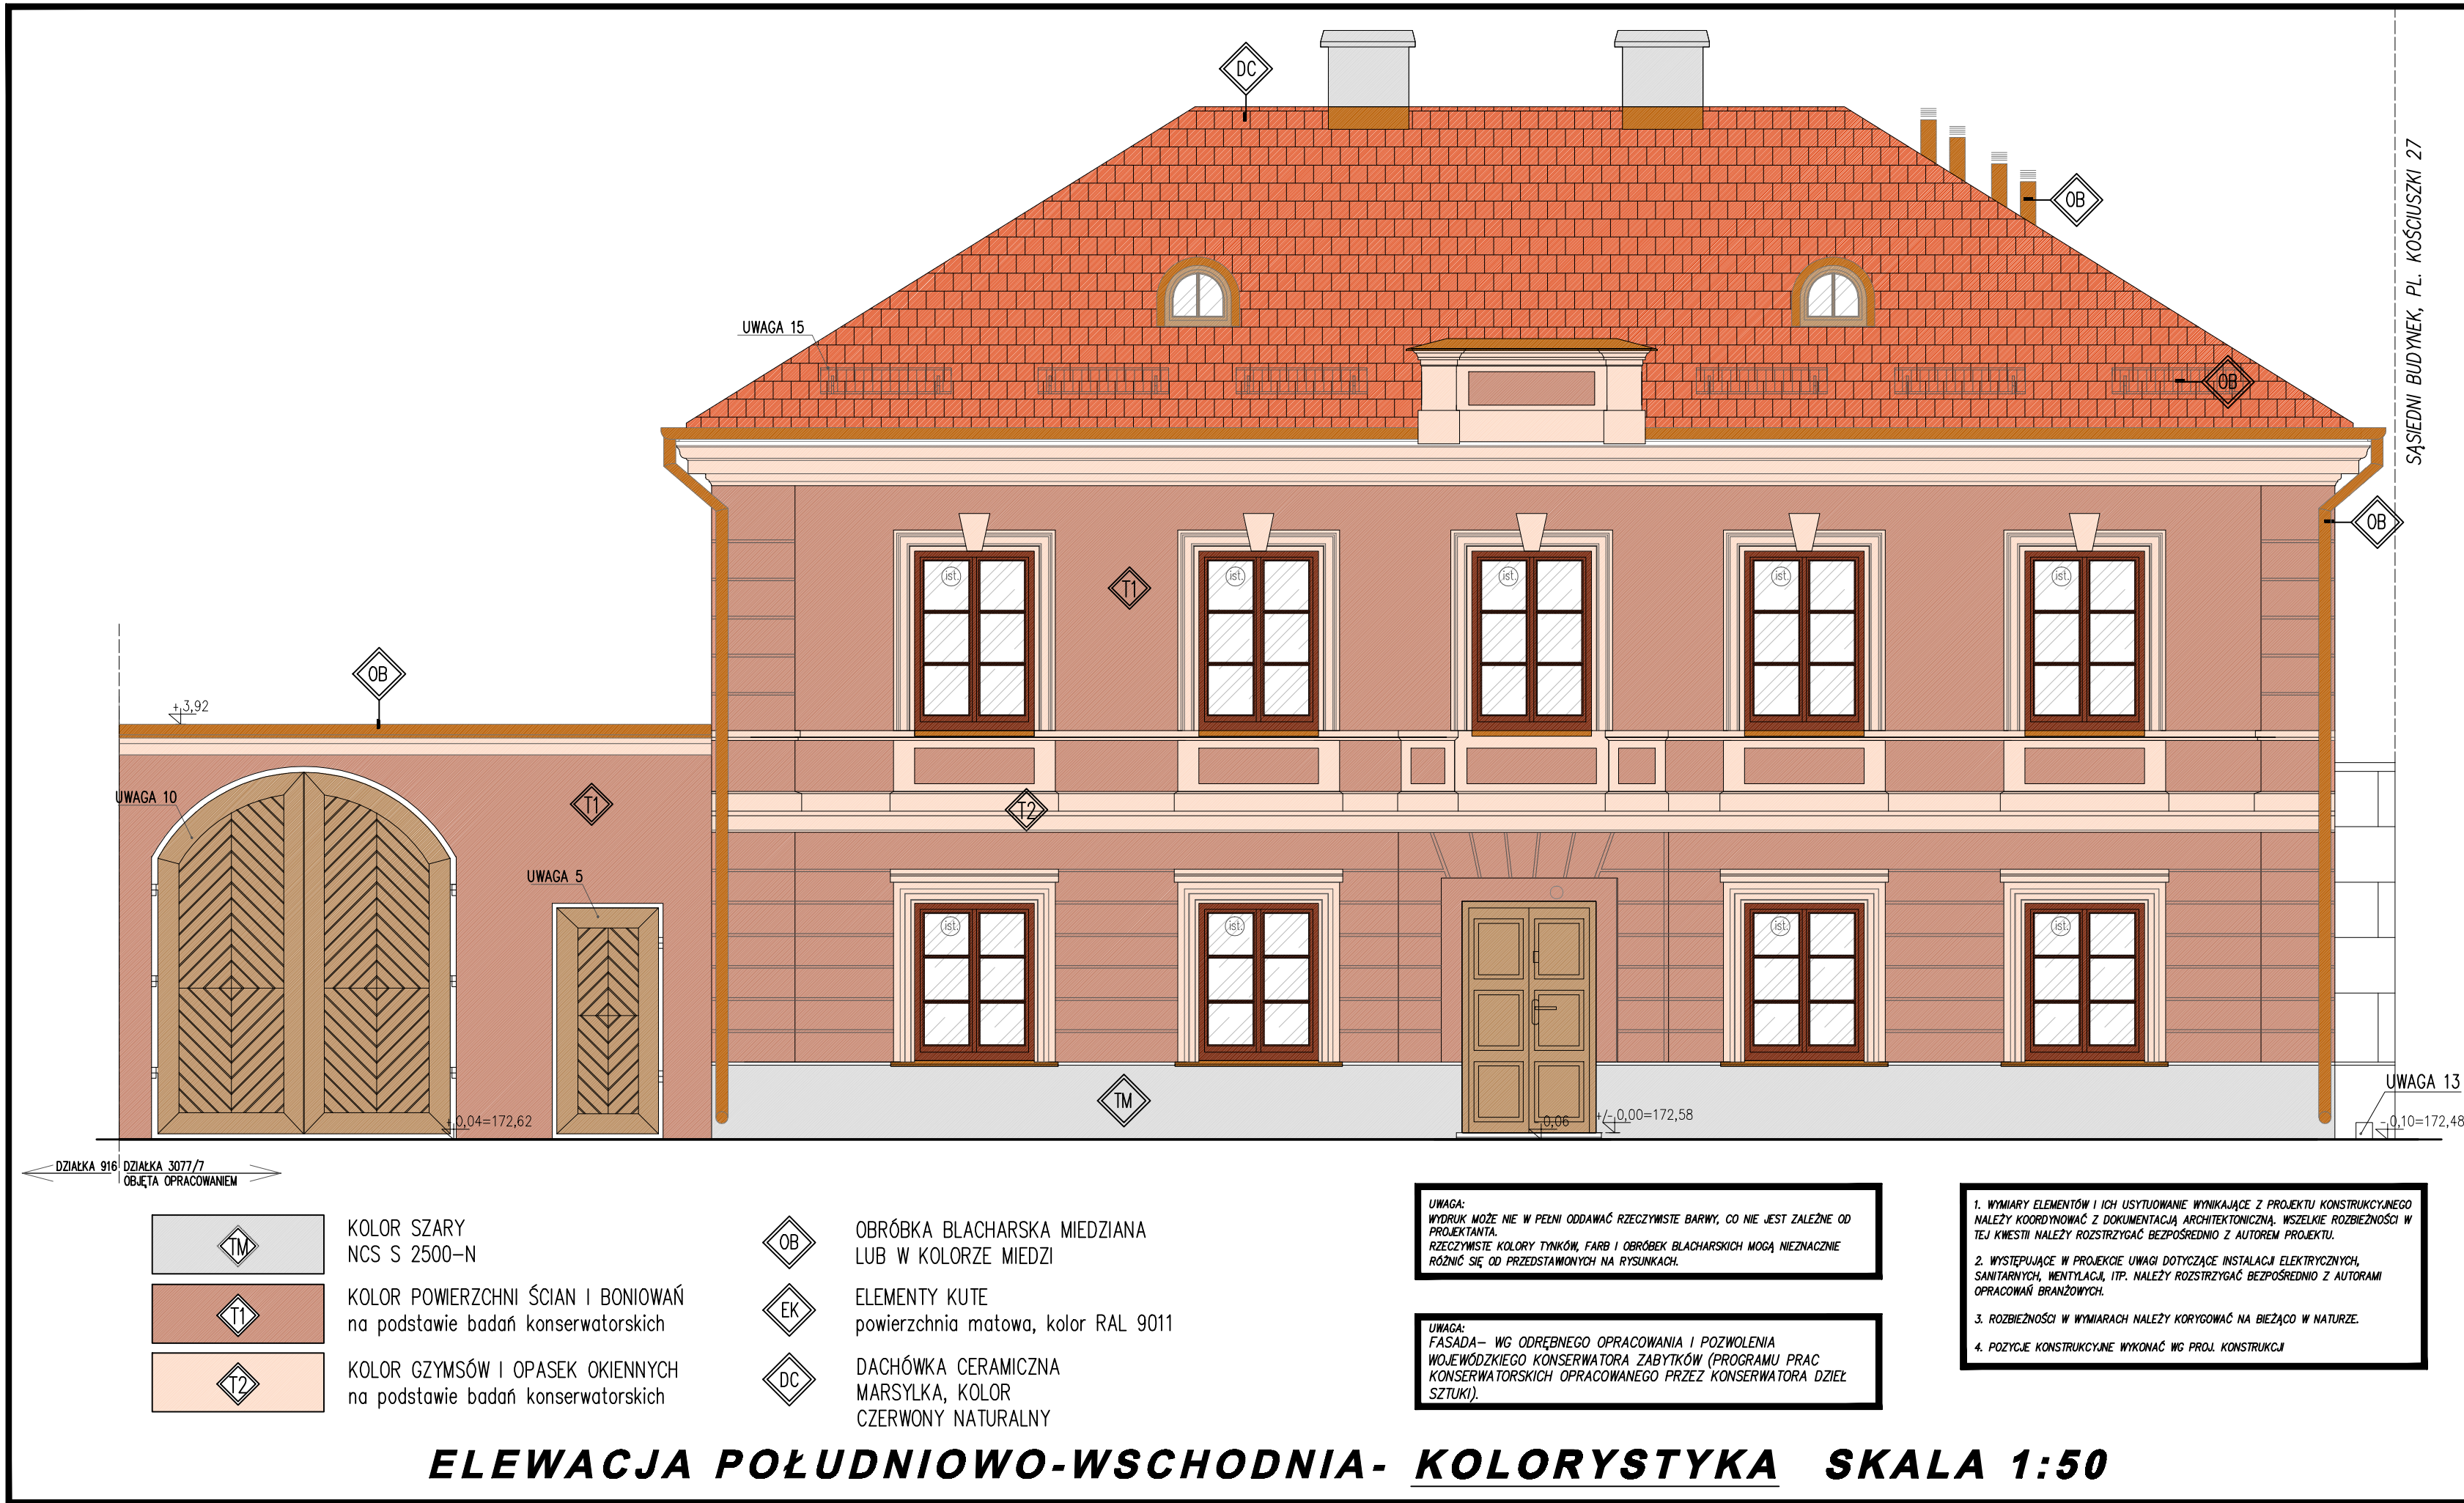 DC
OB
SĄSIEDNI BUDYNEK, PL. KOŚCIUSZKI 27
UWAGA 15
OB
OB
ist.
ist.
ist.
ist.
ist.
T1
OB
+3,92
UWAGA 10
T1
T2
UWAGA 5
ist.
ist.
ist.
ist.
TM
UWAGA 13
+0,04=172,62
-0,06
+/-0,00=172,58
-0,10=172,48
DZIAŁKA 916
DZIAŁKA 3077/7
OBJĘTA OPRACOWANIEM
TM
KOLOR SZARY
NCS S 2500-N
T1
KOLOR POWIERZCHNI ŚCIAN I BONIOWAŃ
na podstawie badań konserwatorskich
T2
KOLOR GZYMSÓW I OPASEK OKIENNYCH
na podstawie badań konserwatorskich
OB
OBRÓBKA BLACHARSKA MIEDZIANA
LUB W KOLORZE MIEDZI
EK
ELEMENTY KUTE
powierzchnia matowa, kolor RAL 9011
DC
DACHÓWKA CERAMICZNA
MARSYLKA, KOLOR
CZERWONY NATURALNY
UWAGA:
WYDRUK MOŻE NIE W PEŁNI ODDAWAĆ RZECZYWISTE BARWY, CO NIE JEST ZALEŻNE OD
PROJEKTANTA.
RZECZYWISTE KOLORY TYNKÓW, FARB I OBRÓBEK BLACHARSKICH MOGĄ NIEZNACZNIE
RÓŻNIĆ SIĘ OD PRZEDSTAWIONYCH NA RYSUNKACH.
UWAGA:
FASADA- WG ODRĘBNEGO OPRACOWANIA I POZWOLENIA
WOJEWÓDZKIEGO KONSERWATORA ZABYTKÓW (PROGRAMU PRAC
KONSERWATORSKICH OPRACOWANEGO PRZEZ KONSERWATORA DZIEŁ
SZTUKI).
1. WYMIARY ELEMENTÓW I ICH USYTUOWANIE WYNIKAJĄCE Z PROJEKTU KONSTRUKCYJNEGO
NALEŻY KOORDYNOWAĆ Z DOKUMENTACJĄ ARCHITEKTONICZNĄ. WSZELKIE ROZBIEŻNOŚCI W
TEJ KWESTII NALEŻY ROZSTRZYGAĆ BEZPOŚREDNIO Z AUTOREM PROJEKTU.
2. WYSTĘPUJĄCE W PROJEKCIE UWAGI DOTYCZĄCE INSTALACJI ELEKTRYCZNYCH,
SANITARNYCH, WENTYLACJI, ITP. NALEŻY ROZSTRZYGAĆ BEZPOŚREDNIO Z AUTORAMI
OPRACOWAŃ BRANŻOWYCH.
3. ROZBIEŻNOŚCI W WYMIARACH NALEŻY KORYGOWAĆ NA BIEŻĄCO W NATURZE.
4. POZYCJE KONSTRUKCYJNE WYKONAĆ WG PROJ. KONSTRUKCJI
ELEWACJA POŁUDNIOWO-WSCHODNIA- KOLORYSTYKA SKALA 1:50